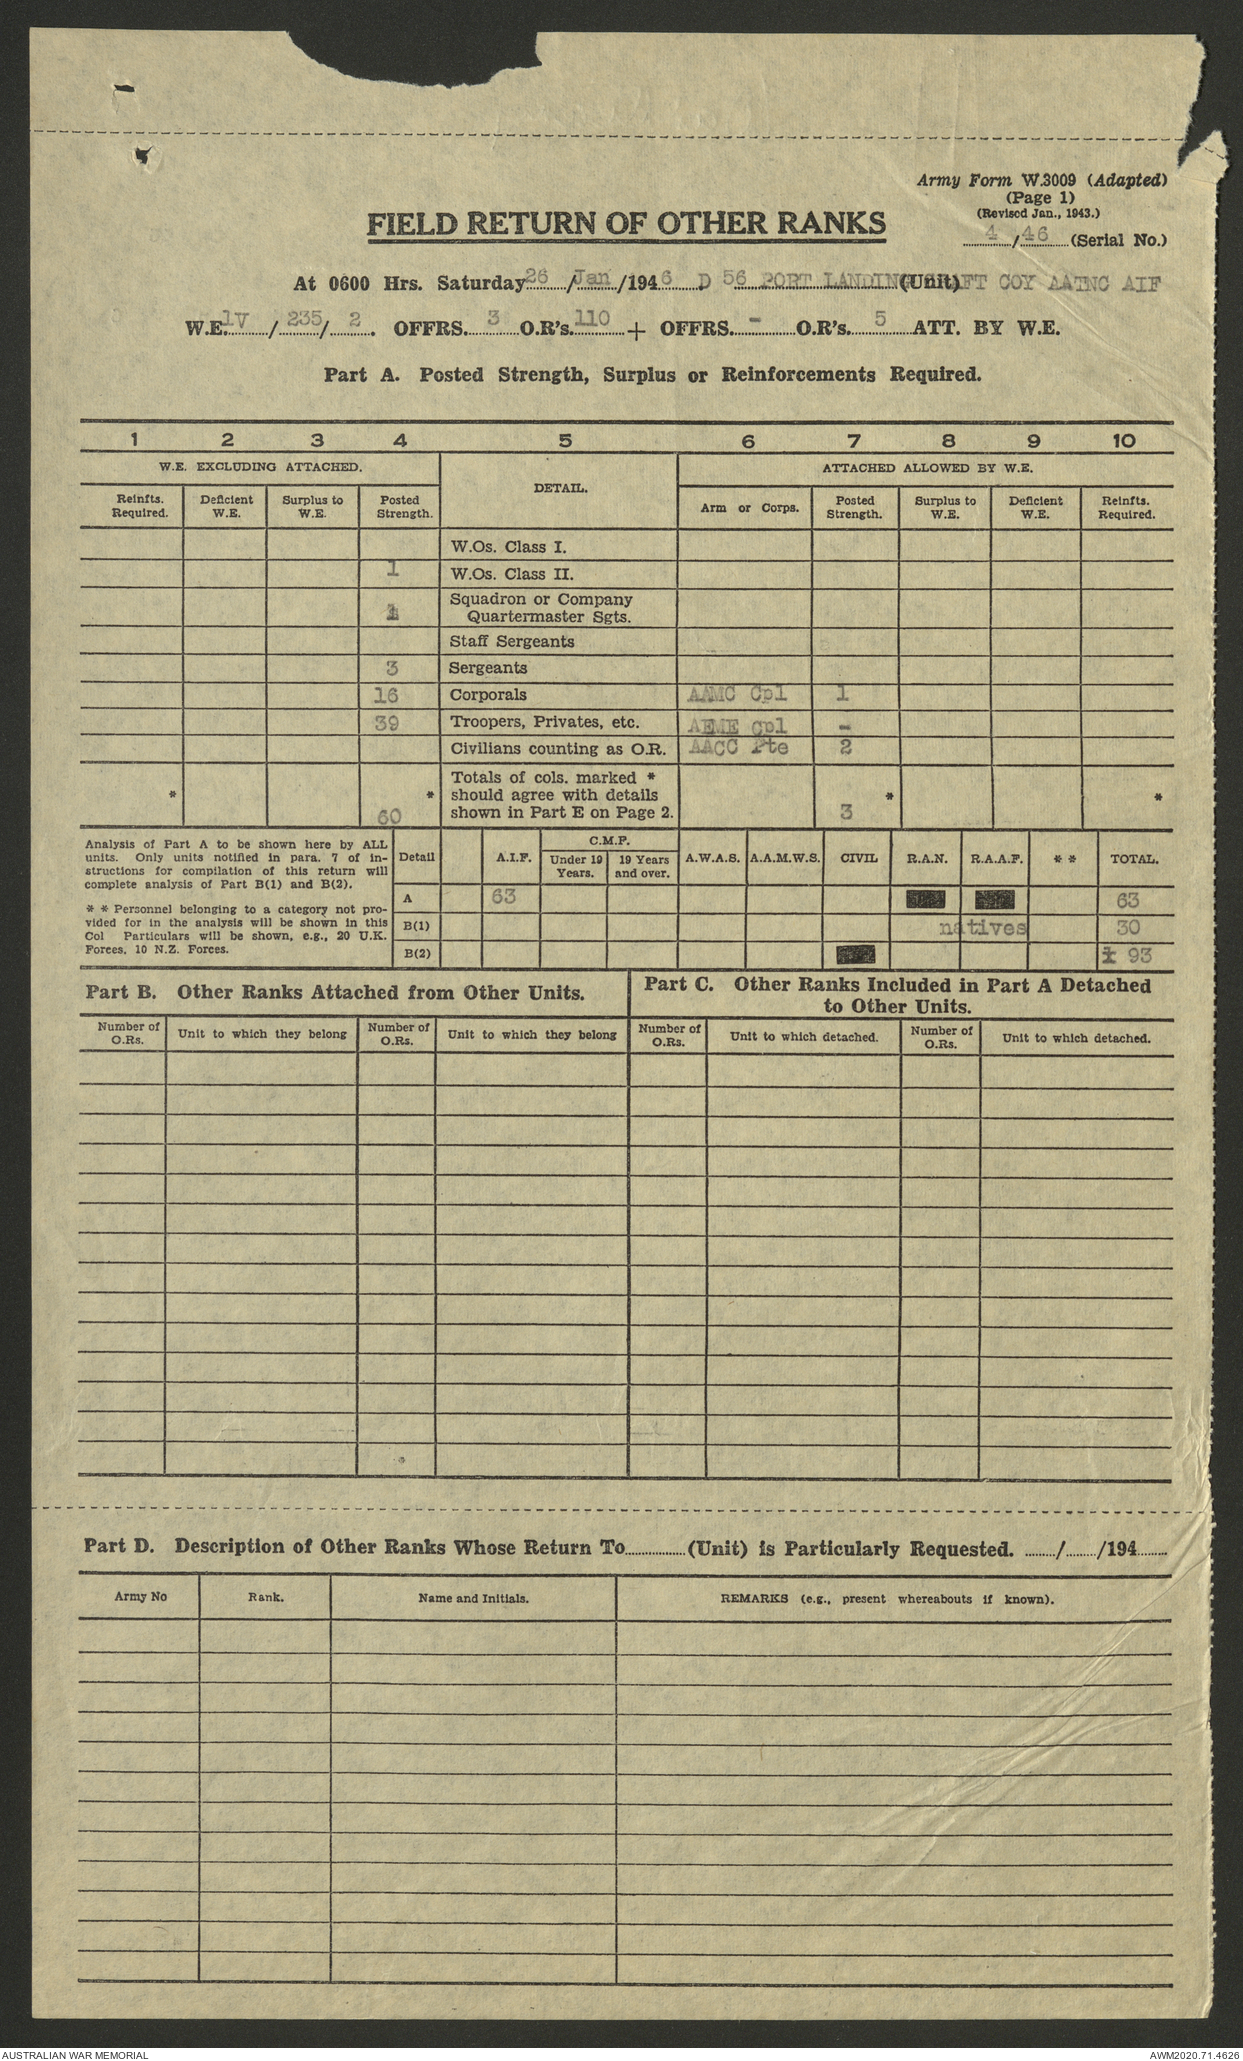 Army Form W.3009 (Adapted)
(Page 1)
(Revised Jan., 1943.)
4/46 (Serial No.)
FIELD RETURN OF OTHER RANKS
At 0600 Hrs. Saturday 26/Jan/1946 D 56 PORT LANDING CRAFT COY AATNC AIF (Unit)
W.E. 1V/235/2. OFFRS. 3 O.R's. 110 + OFFRS. - O.R's. 5 ATT. BY W.E.
Part A. Posted Strength, Surplus or Reinforcements Required.
1 2 3 4 5 6 7 8 9 10
W.E. EXCLUDING ATTACHED. DETAIL. ATTACHED ALLOWED BY W.E.
Reinfts. Required. Deficient W.E. Surplus to W.E. Posted Strength. Arm or Corps. Posted Strength. Surplus to W.E. Deficient W.E. Reinfts. Required.
W.Os. Class I.
1 W.Os. Class II.
1 Squadron or Company
Quartermaster Sgts.
Staff Sergeants
3 Sergeants
16 Corporals AAMC Cpl 1
39 Troopers, Privates, etc. AEME cpl -
Civilians counting as O.R. AACC Pte 2
Totals of cols. marked *
* * should agree with details * *
60 shown in Part E on Page 2. 3
Analysis of Part A to be shown here by ALL
units. Only units notified in para. 7 of in-
structions for compilation of this return will
complete analysis of Part B(1) and B(2).
* * Personnel belonging to a category not pro-
vided for in the analysis will be shown in this
Col Particulars will be shown, e.g., 20 U.K.
Forces, 10 N.Z. Forces.
Detail A.I.F. C.M.P. Under 19 Years. 19 Years and over. A.W.A.S. A.A.M.W.S. CIVIL R.A.N. R.A.A.F. * * TOTAL.
A 63 63
B(1) natives 30
B(2) 93
Part B. Other Ranks Attached from Other Units.
Part C. Other Ranks Included in Part A Detached
to Other Units.
Number of O.Rs. Unit to which they belong Number of O.Rs. Unit to which they belong Number of O.Rs. Unit to which detached. Number of O.Rs. Unit to which detached.
Part D. Description of Other Ranks Whose Return To (Unit) is Particularly Requested. / /194
Army No Rank. Name and Initials. REMARKS (e.g., present whereabouts if known).
AUSTRALIAN WAR MEMORIAL AWM2020.71.4626